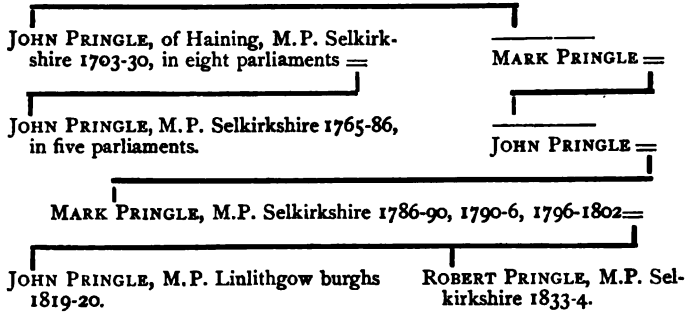 JOHN PRINGLE, of Haining, M.P. Selkirk-
shire 1703-30, in eight parliaments =
MARK PRINGLE =
JOHN PRINGLE, M.P. Selkirkshire 1765-86,
in five parliaments.
JOHN PRINGLE =
MARK PRINGLE, M.P. Selkirkshire 1786-90, 1790-6, 1796-1802=
JOHN PRINGLE, M.P. Linlithgow burghs
1819-20.
ROBERT PRINGLE, M.P. Sel-
kirkshire 1833-4.